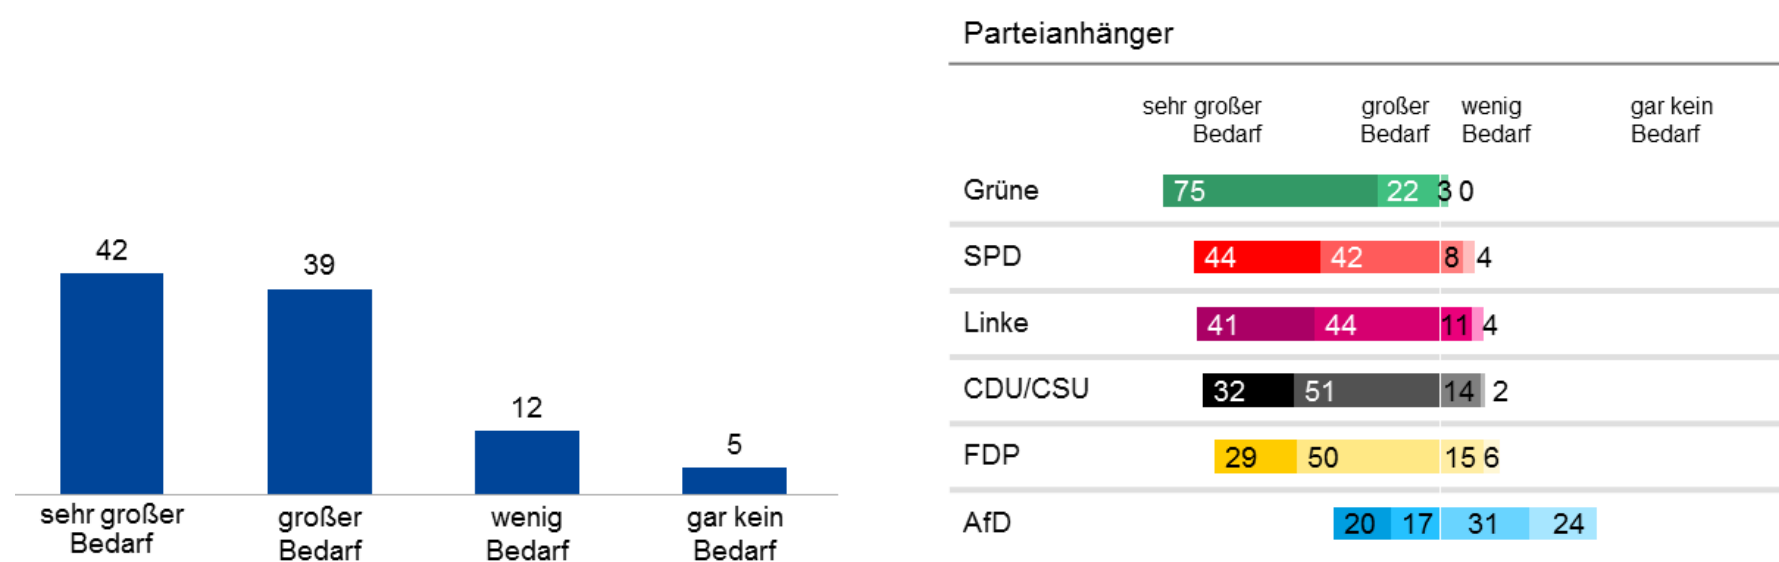 42
39
12
5
sehr großer
Bedarf
großer
Bedarf
wenig
Bedarf
gar kein
Bedarf
Parteianhänger
sehr großer
Bedarf
großer
Bedarf
wenig
Bedarf
gar kein
Bedarf
Grüne 75 22 3 0
SPD 44 42 8 4
Linke 41 44 11 4
CDU/CSU 32 51 14 2
FDP 29 50 15 6
AfD 20 17 31 24